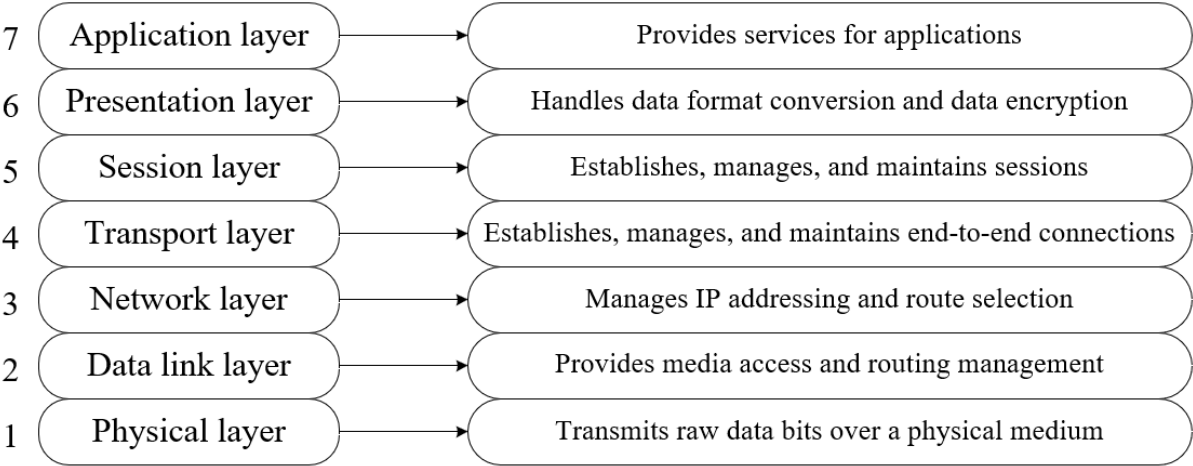 7 Application layer Provides services for applications
6 Presentation layer Handles data format conversion and data encryption
5 Session layer Establishes, manages, and maintains sessions
4 Transport layer Establishes, manages, and maintains end-to-end connections
3 Network layer Manages IP addressing and route selection
2 Data link layer Provides media access and routing management
1 Physical layer Transmits raw data bits over a physical medium